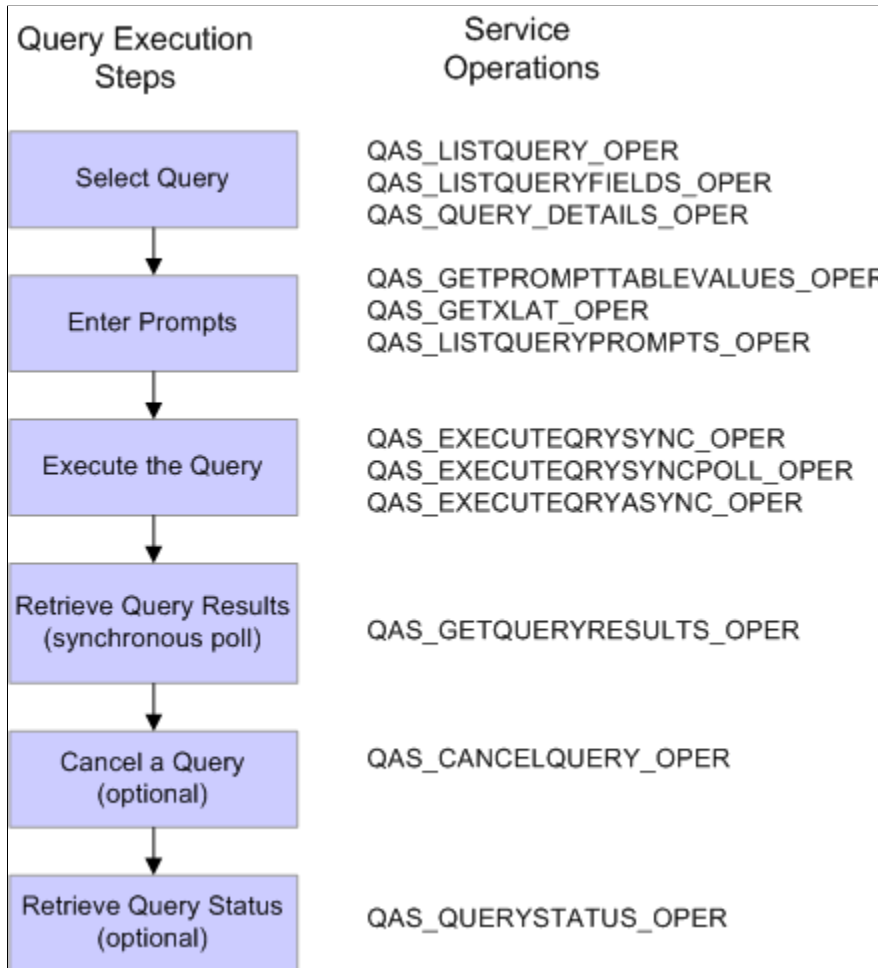 Query Execution
Steps
Service
Operations
Select Query
QAS_LISTQUERY_OPER
QAS_LISTQUERYFIELDS_OPER
QAS_QUERY_DETAILS_OPER
Enter Prompts
QAS_GETPROMPTTABLEVALUES_OPER
QAS_GETXLAT_OPER
QAS_LISTQUERYPROMPTS_OPER
Execute the Query
QAS_EXECUTEQRYSYNC_OPER
QAS_EXECUTEQRYSYNCPOLL_OPER
QAS_EXECUTEQRYASYNC_OPER
Retrieve Query Results
(synchronous poll)
QAS_GETQUERYRESULTS_OPER
Cancel a Query
(optional)
QAS_CANCELQUERY_OPER
Retrieve Query Status
(optional)
QAS_QUERYSTATUS_OPER